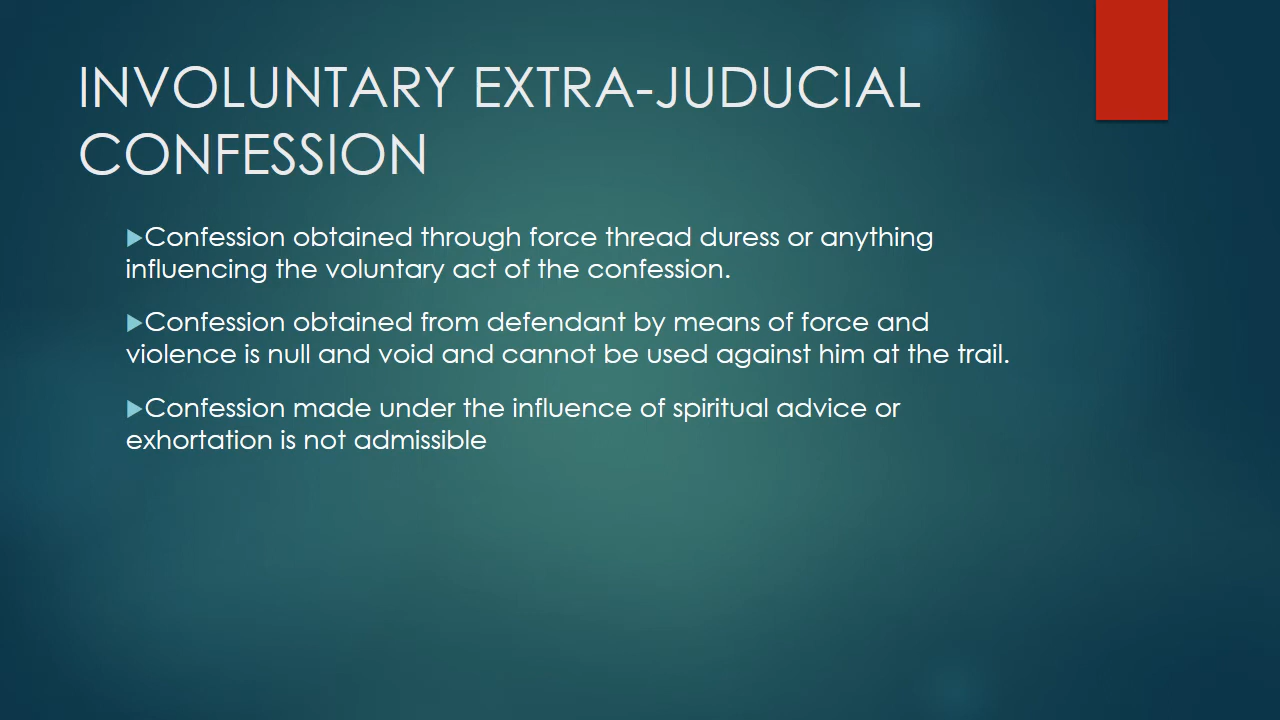 INVOLUNTARY EXTRA-JUDUCIAL
CONFESSION
▶Confession obtained through force thread duress or anything
influencing the voluntary act of the confession.
▶Confession obtained from defendant by means of force and
violence is null and void and cannot be used against him at the trail.
▶Confession made under the influence of spiritual advice or
exhortation is not admissible